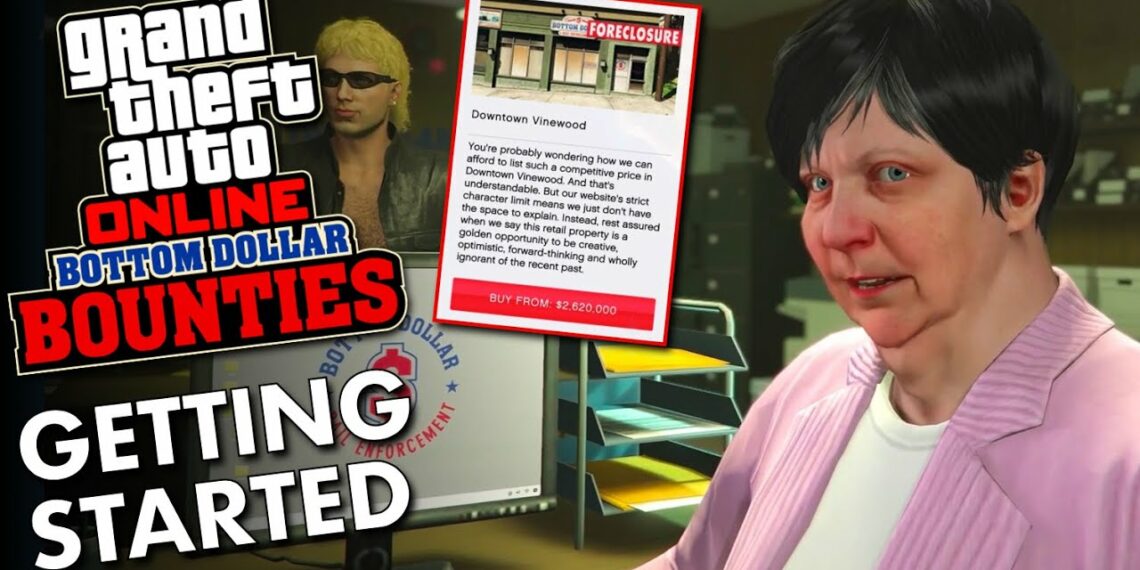 grand
theft
auto
ONLINE
BOTTOM DOLLAR
BOUNTIES
GETTING
STARTED
BOTTOM
FORECLOSURE
Downtown Vinewood
You're probably wondering how we can
afford to list such a competitive price in
Downtown Vinewood. And that's
understandable. But our website's strict
character limit means we just don't have
the space to explain. Instead, rest assured
when we say this retail property is a
golden opportunity to be creative,
optimistic, forward-thinking and wholly
ignorant of the recent past.
BUY FROM: $2,620,000
DOLLAR
ENFORCEMENT